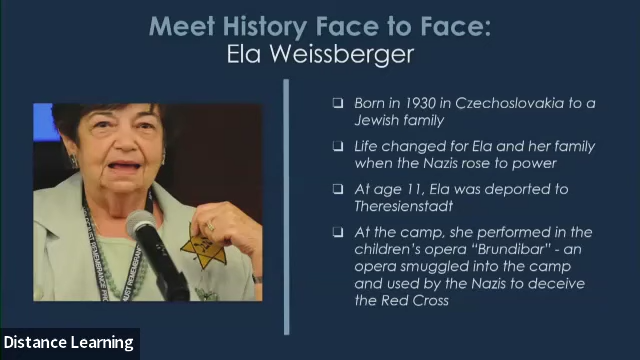 Meet History Face to Face:
Ela Weissberger
❑ Born in 1930 in Czechoslovakia to a
Jewish family
❑ Life changed for Ela and her family
when the Nazis rose to power
❑ At age 11, Ela was deported to
Theresienstadt
❑ At the camp, she performed in the
children's opera "Brundibar" - an
opera smuggled into the camp
and used by the Nazis to deceive
the Red Cross
REMEMBRANCE
Distance Learning